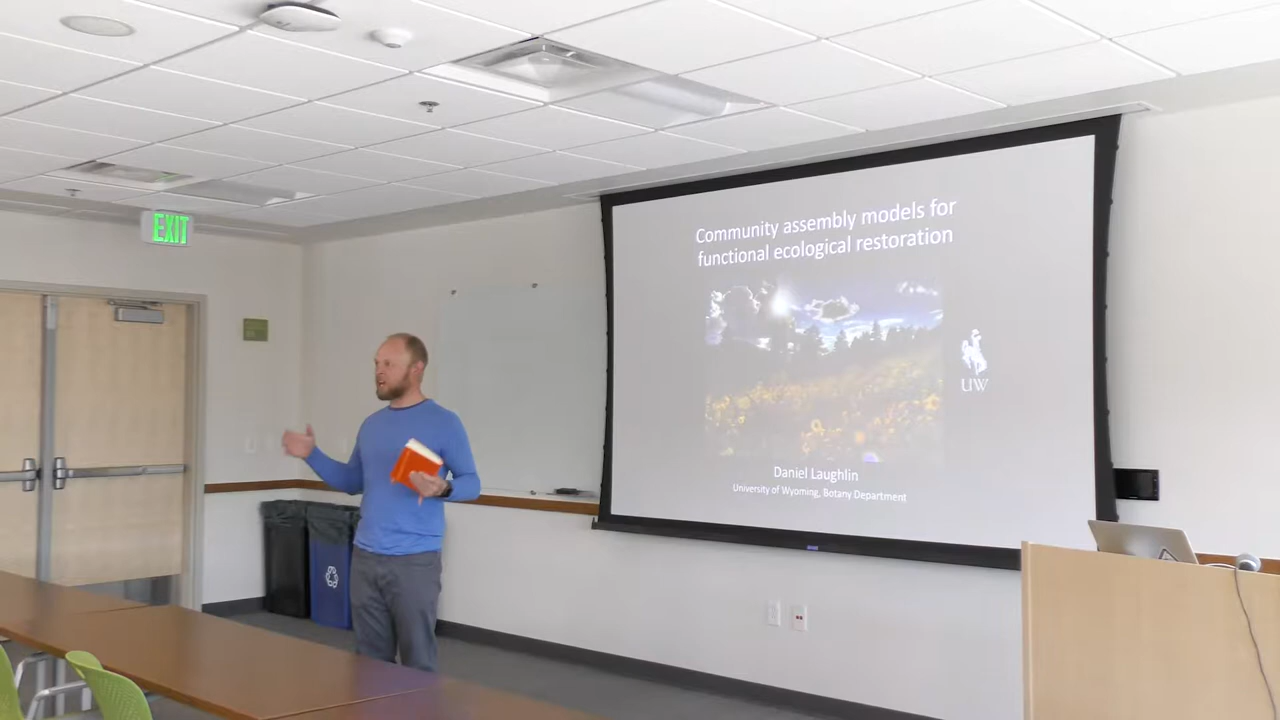 EXIT
Community assembly models for
functional ecological restoration
UW
Daniel Laughlin
University of Wyoming, Botany Department